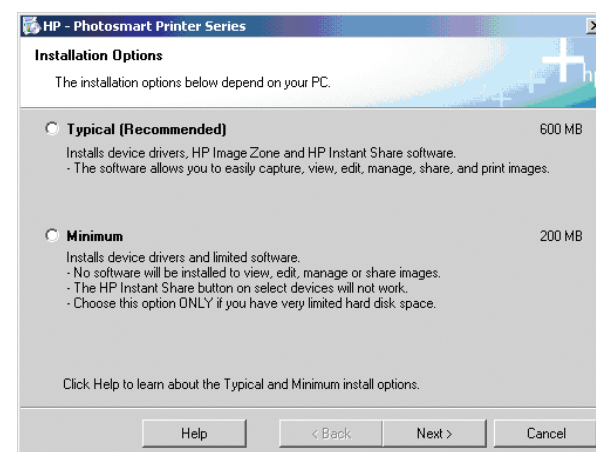 HP - Photosmart Printer Series
Installation Options
The installation options below depend on your PC.
Typical (Recommended) 600 MB
Installs device drivers, HP Image Zone and HP Instant Share software.
- The software allows you to easily capture, view, edit, manage, share, and print images.
Minimum 200 MB
Installs device drivers and limited software.
- No software will be installed to view, edit, manage or share images.
- The HP Instant Share button on select devices will not work.
- Choose this option ONLY if you have very limited hard disk space.
Click Help to learn about the Typical and Minimum install options.
Help < Back Next > Cancel